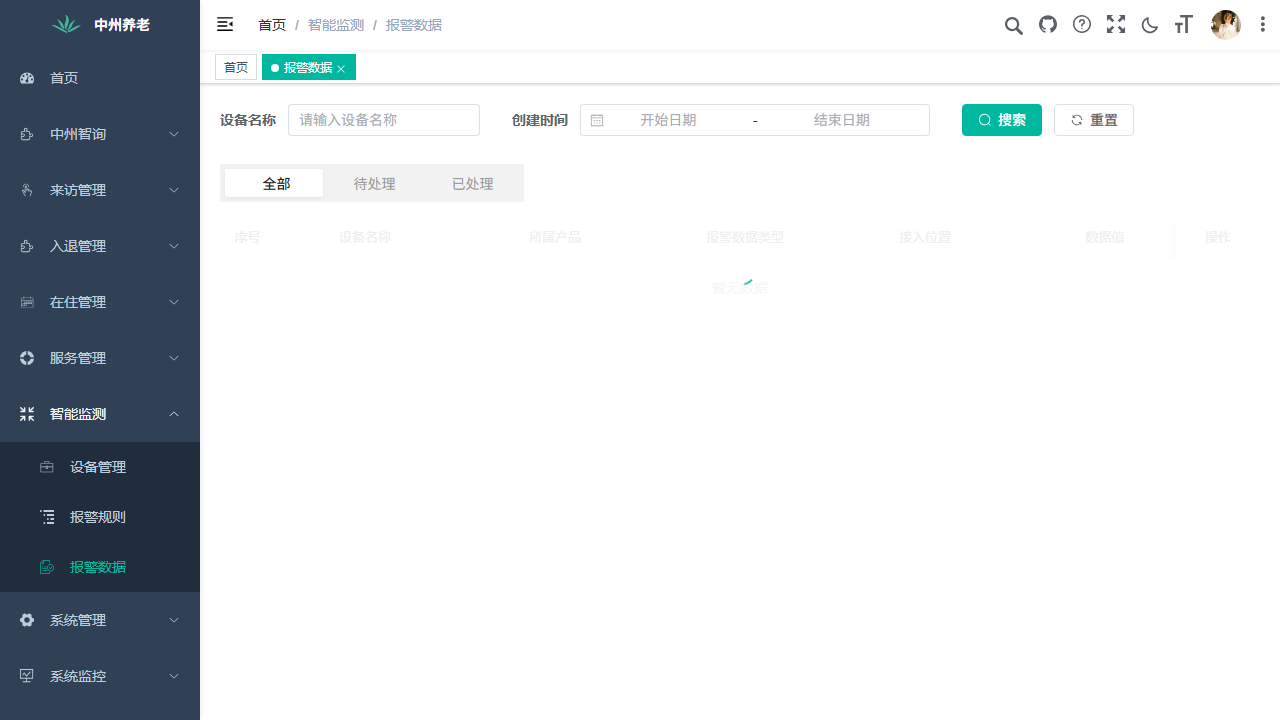 中州养老
首页
中州智询
来访管理
入退管理
在住管理
服务管理
智能监测
设备管理
报警规则
报警数据
系统管理
系统监控
首页 / 智能监测 / 报警数据
首页 报警数据
设备名称 请输入设备名称 创建时间 开始日期 - 结束日期 搜索 重置
全部 待处理 已处理
序号 设备名称 所属产品 报警数据类型 接入位置 数据值 操作
暂无数据